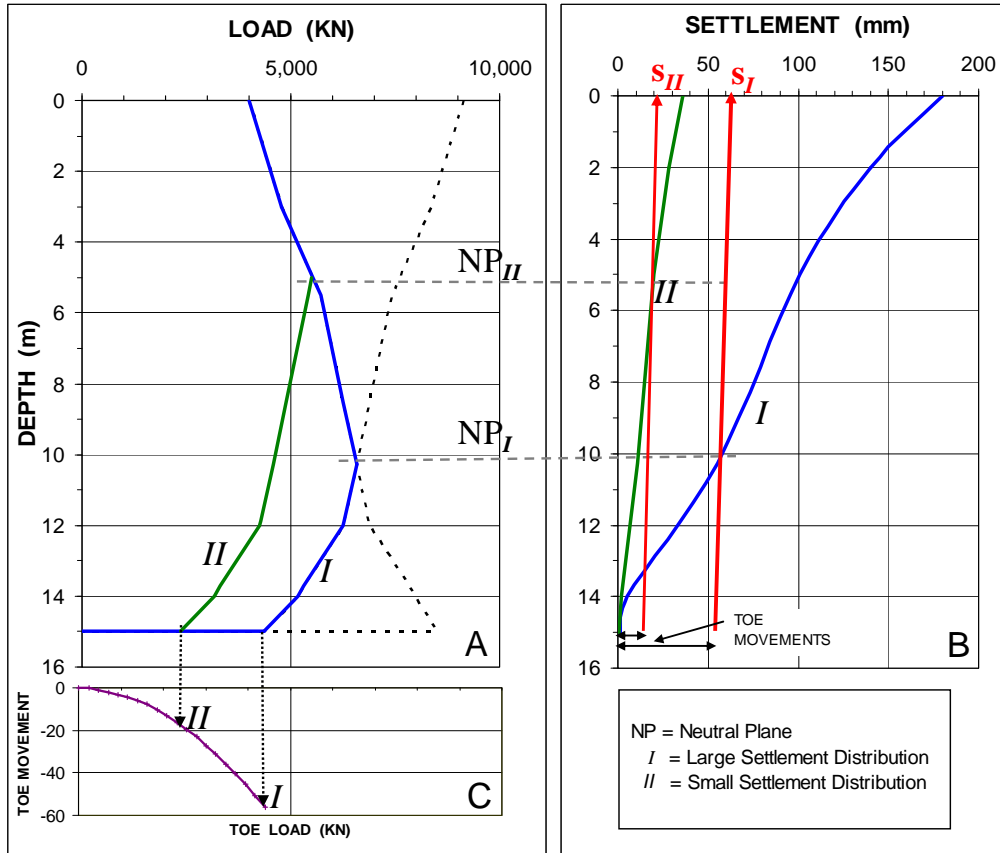 LOAD (KN)
0 5,000 10,000
DEPTH (m)
0
2
4
6
8
10
12
14
16
NP_II
NP_I
II
I
A
TOE MOVEMENT
0
-20
-40
-60
II
I
C
TOE LOAD (KN)
SETTLEMENT (mm)
0 50 100 150 200
S_II
S_I
0
2
4
6
8
10
12
14
16
II
I
TOE
MOVEMENTS
B
NP = Neutral Plane
I = Large Settlement Distribution
II = Small Settlement Distribution